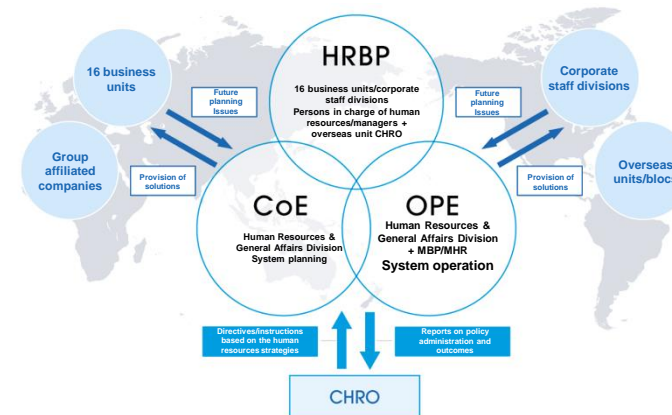 HRBP
16 business units/corporate
staff divisions
Persons in charge of human
resources/managers +
overseas unit CHRO
16 business
units
Group
affiliated
companies
Future
planning
Issues
Provision of
solutions
Future
planning
Issues
Provision of
solutions
Corporate
staff divisions
Overseas
units/blocs
CoE
Human Resources &
General Affairs Division
System planning
OPE
Human Resources &
General Affairs Division
+ MBP/MHR
System operation
Directives/instructions
based on the human
resources strategies
Reports on policy
administration and
outcomes
CHRO